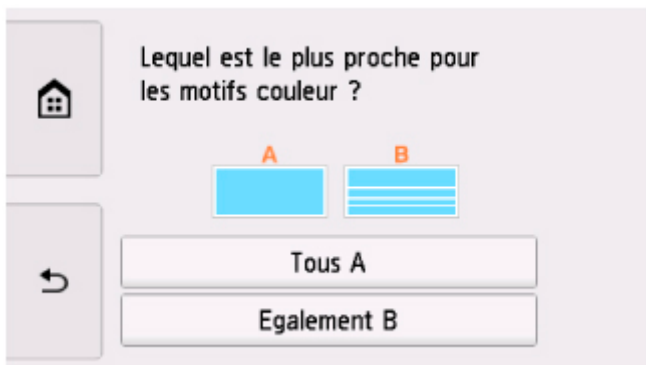 Lequel est le plus proche pour
les motifs couleur ?
A B
Tous A
Egalement B